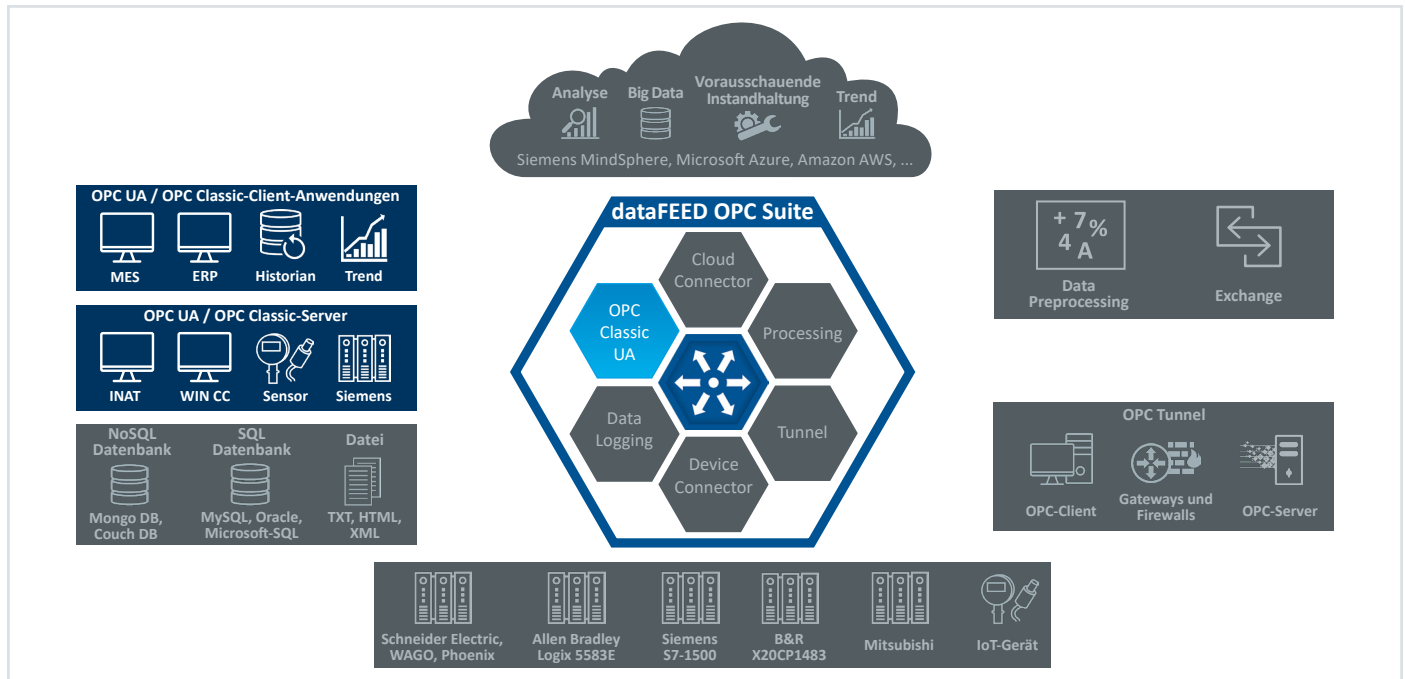 Analyse
Big Data
Vorausschauende
Instandhaltung
Trend
Siemens MindSphere, Microsoft Azure, Amazon AWS, ...
OPC UA / OPC Classic-Client-Anwendungen
MES
ERP
Historian
Trend
OPC UA / OPC Classic-Server
INAT
WIN CC
Sensor
Siemens
NoSQL
Datenbank
SQL
Datenbank
Datei
Mongo DB,
Couch DB
MySQL, Oracle,
Microsoft-SQL
TXT, HTML,
XML
dataFEED OPC Suite
Cloud
Connector
OPC
Classic
UA
Processing
Data
Logging
Tunnel
Device
Connector
+ 7 %
4 A
Data
Preprocessing
Exchange
OPC Tunnel
OPC-Client
Gateways und
Firewalls
OPC-Server
Schneider Electric,
WAGO, Phoenix
Allen Bradley
Logix 5583E
Siemens
S7-1500
B&R
X20CP1483
Mitsubishi
IoT-Gerät